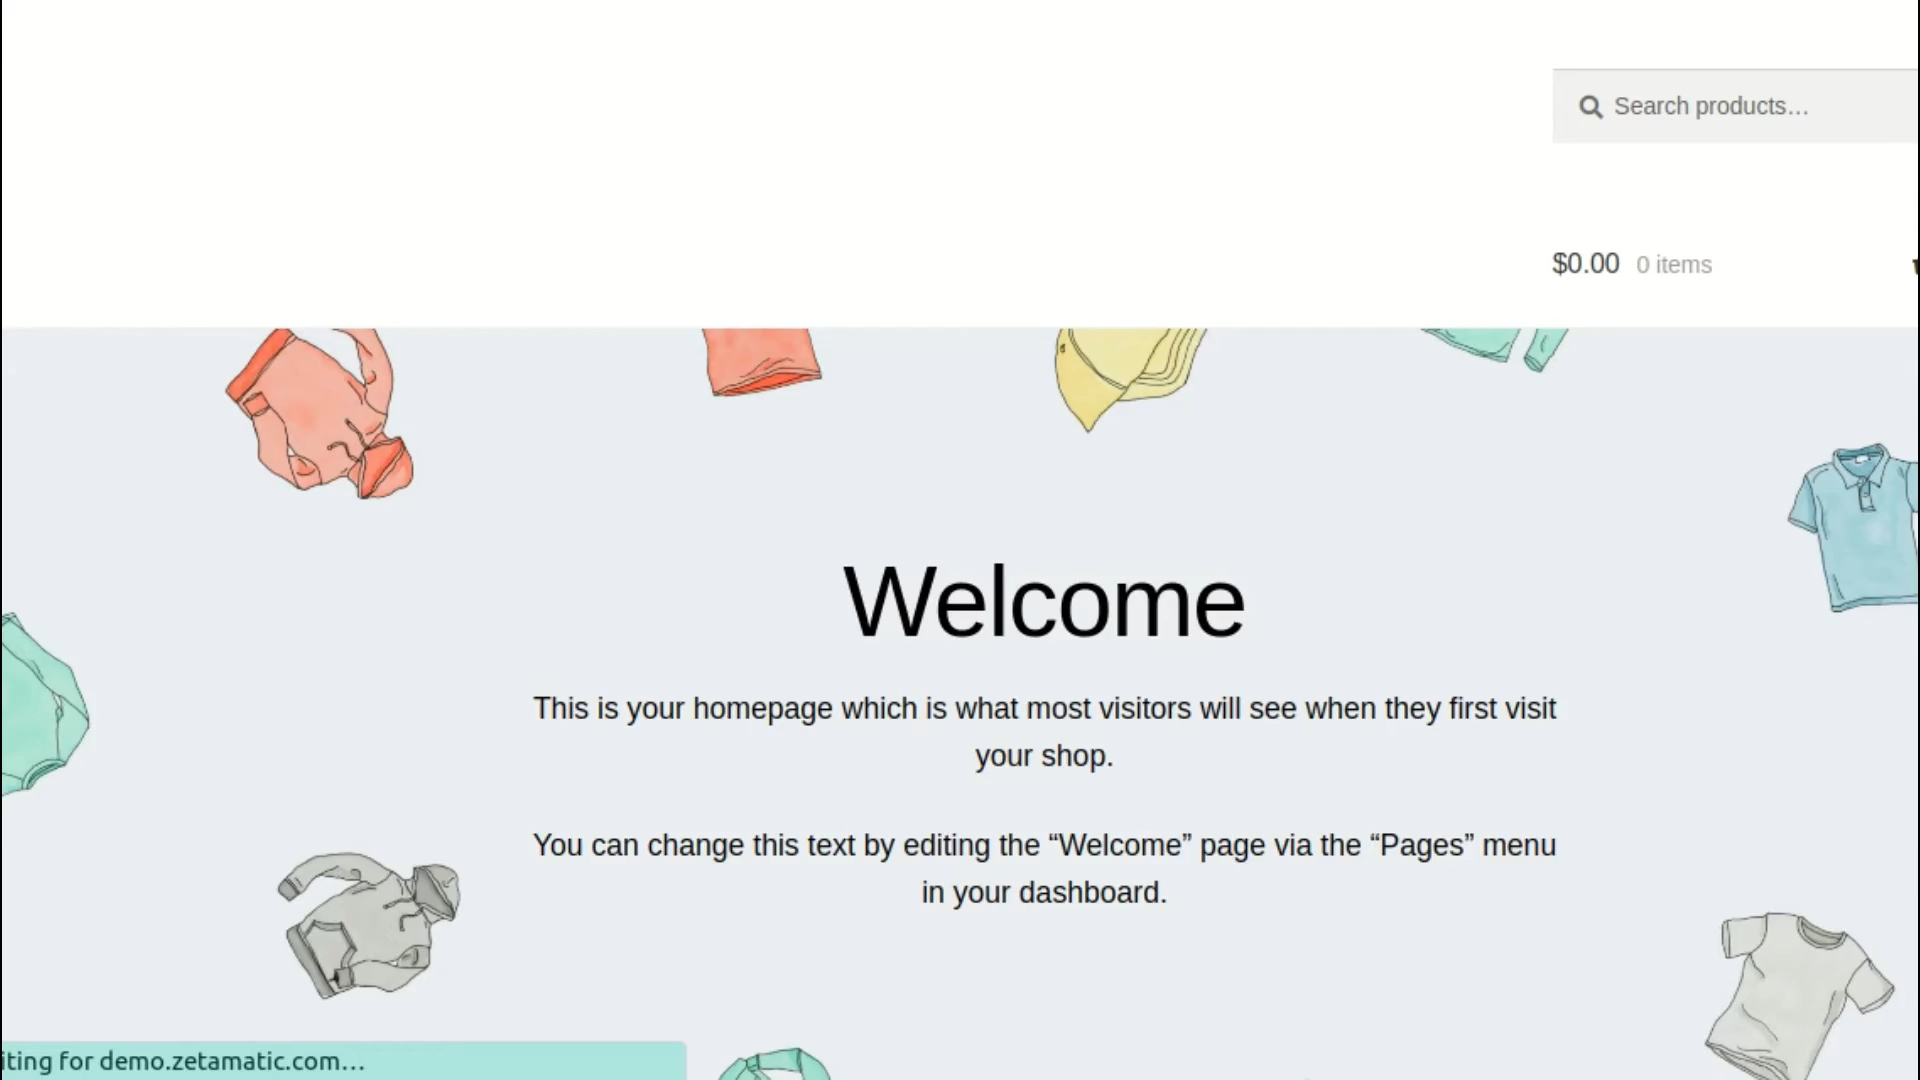 Search products…
$0.00 0 items
Welcome
This is your homepage which is what most visitors will see when they first visit
your shop.
You can change this text by editing the “Welcome” page via the “Pages” menu
in your dashboard.
iting for demo.zetamatic.com…